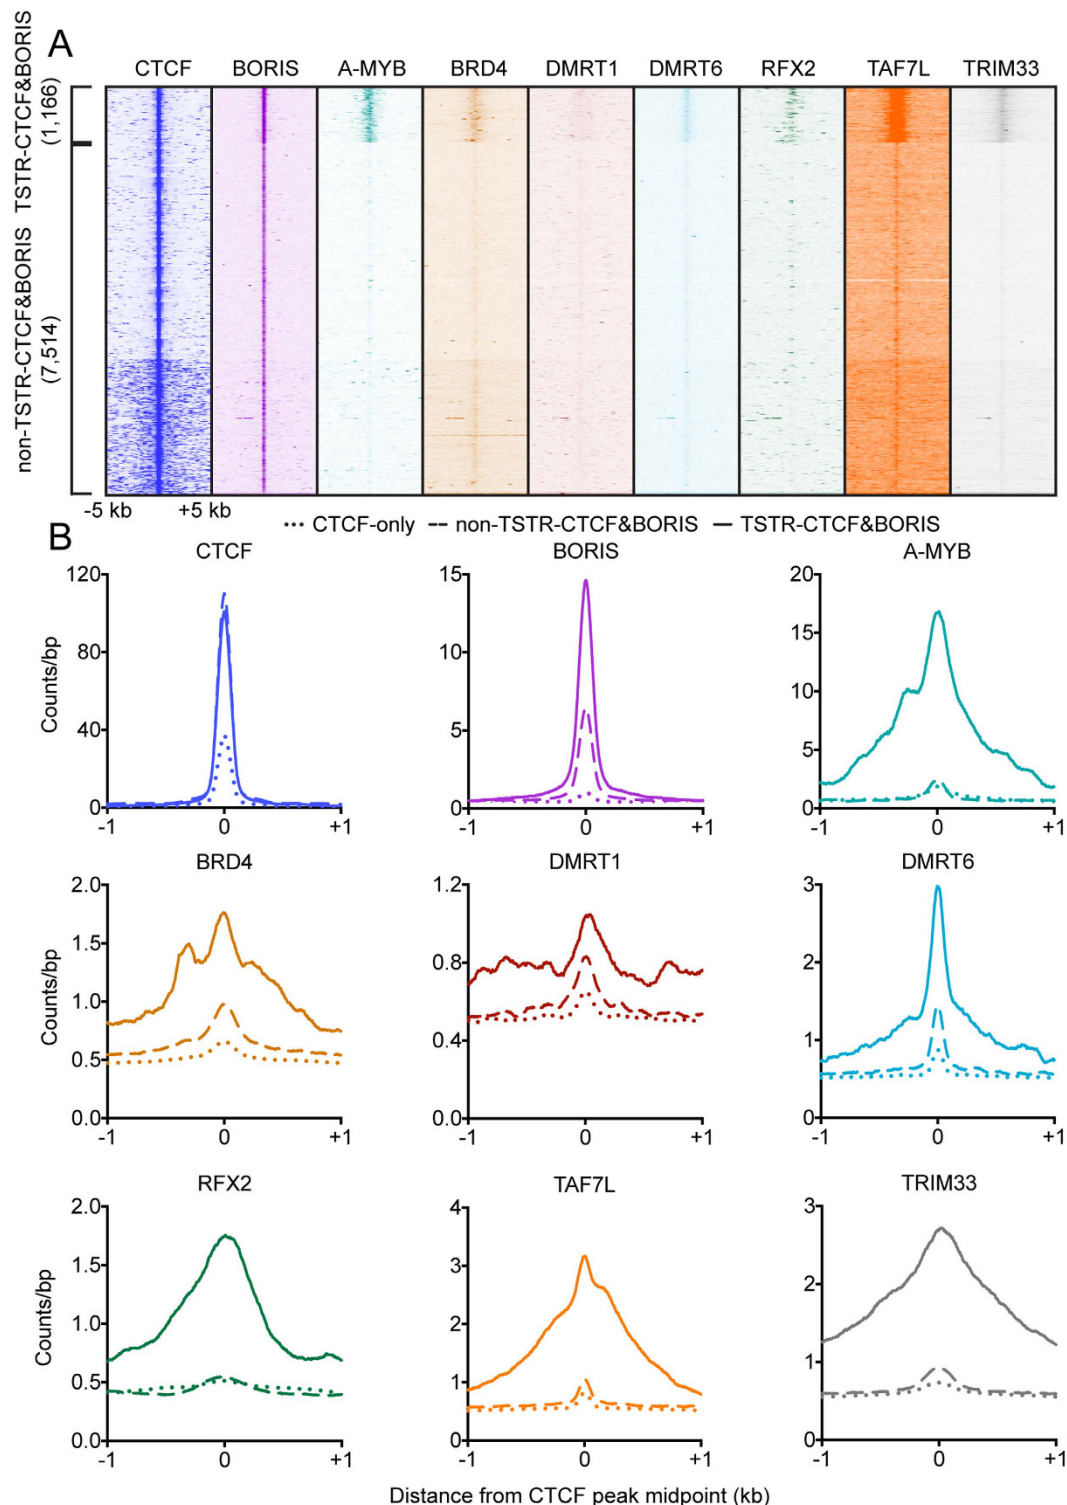 A
CTCF BORIS A-MYB BRD4 DMRT1 DMRT6 RFX2 TAF7L TRIM33
TSTR-CTCF&BORIS
(1,166)
non-TSTR-CTCF&BORIS
(7,514)
-5 kb +5 kb
CTCF-only non-TSTR-CTCF&BORIS TSTR-CTCF&BORIS
B
CTCF BORIS A-MYB
Counts/bp
120
80
40
0
-1 0 +1
15
10
5
0
-1 0 +1
20
15
10
5
0
-1 0 +1
BRD4 DMRT1 DMRT6
Counts/bp
2.0
1.5
1.0
0.5
0.0
-1 0 +1
1.2
0.8
0.4
0.0
-1 0 +1
3
2
1
0
-1 0 +1
RFX2 TAF7L TRIM33
Counts/bp
2.0
1.5
1.0
0.5
0.0
-1 0 +1
4
3
2
1
0
-1 0 +1
3
2
1
0
-1 0 +1
Distance from CTCF peak midpoint (kb)